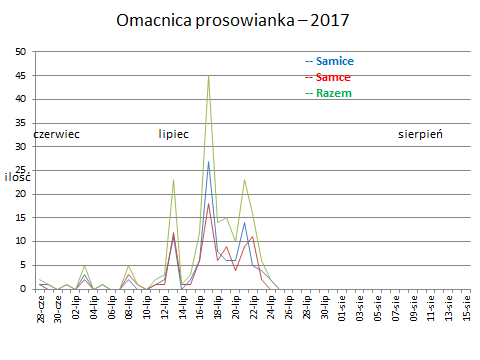 Omacnica prosowianka – 2017
50
-- Samice
45
-- Samce
40
-- Razem
35
czerwiec lipiec sierpień
30
25
ilość
20
15
10
5
0
28-cze 30-cze 02-lip 04-lip 06-lip 08-lip 10-lip 12-lip 14-lip 16-lip 18-lip 20-lip 22-lip 24-lip 26-lip 28-lip 30-lip 01-sie 03-sie 05-sie 07-sie 09-sie 11-sie 13-sie 15-sie